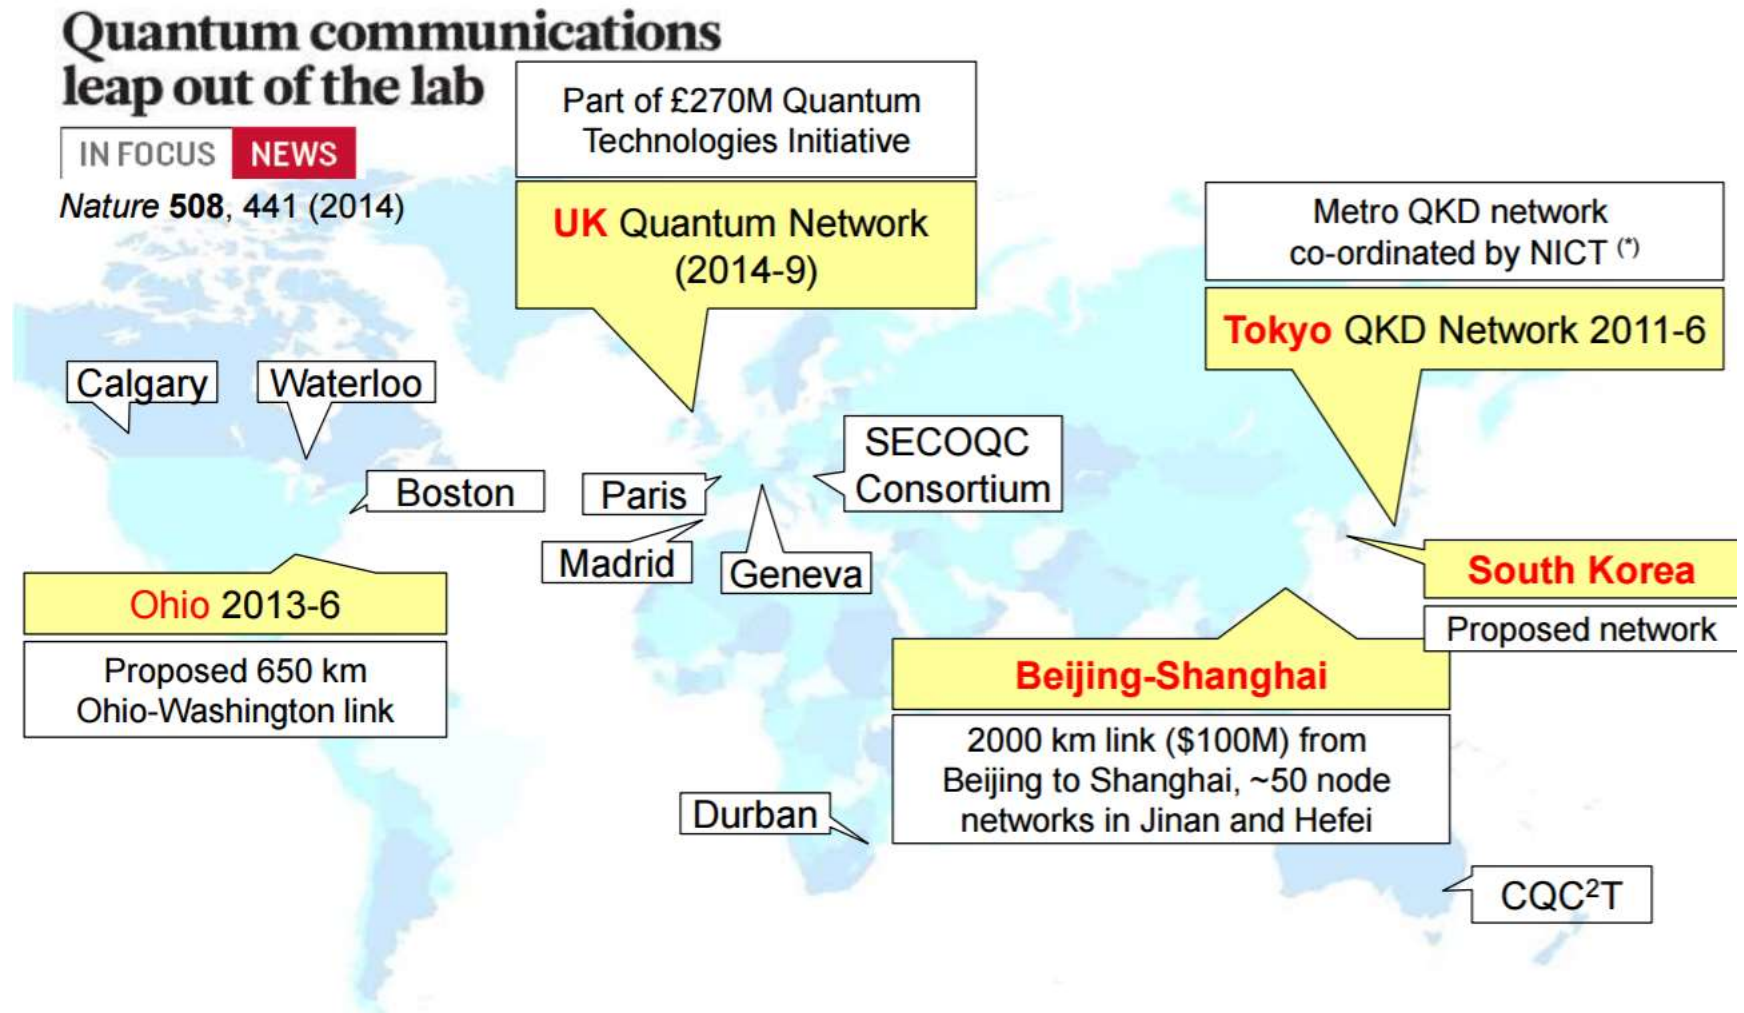 Quantum communications
leap out of the lab
IN FOCUS NEWS
Nature 508, 441 (2014)
Part of £270M Quantum
Technologies Initiative
UK Quantum Network
(2014-9)
Metro QKD network
co-ordinated by NICT (*)
Tokyo QKD Network 2011-6
Calgary
Waterloo
Boston
Paris
Madrid
Geneva
SECOQC
Consortium
Ohio 2013-6
Proposed 650 km
Ohio-Washington link
South Korea
Proposed network
Beijing-Shanghai
2000 km link ($100M) from
Beijing to Shanghai, ~50 node
networks in Jinan and Hefei
Durban
CQC²T